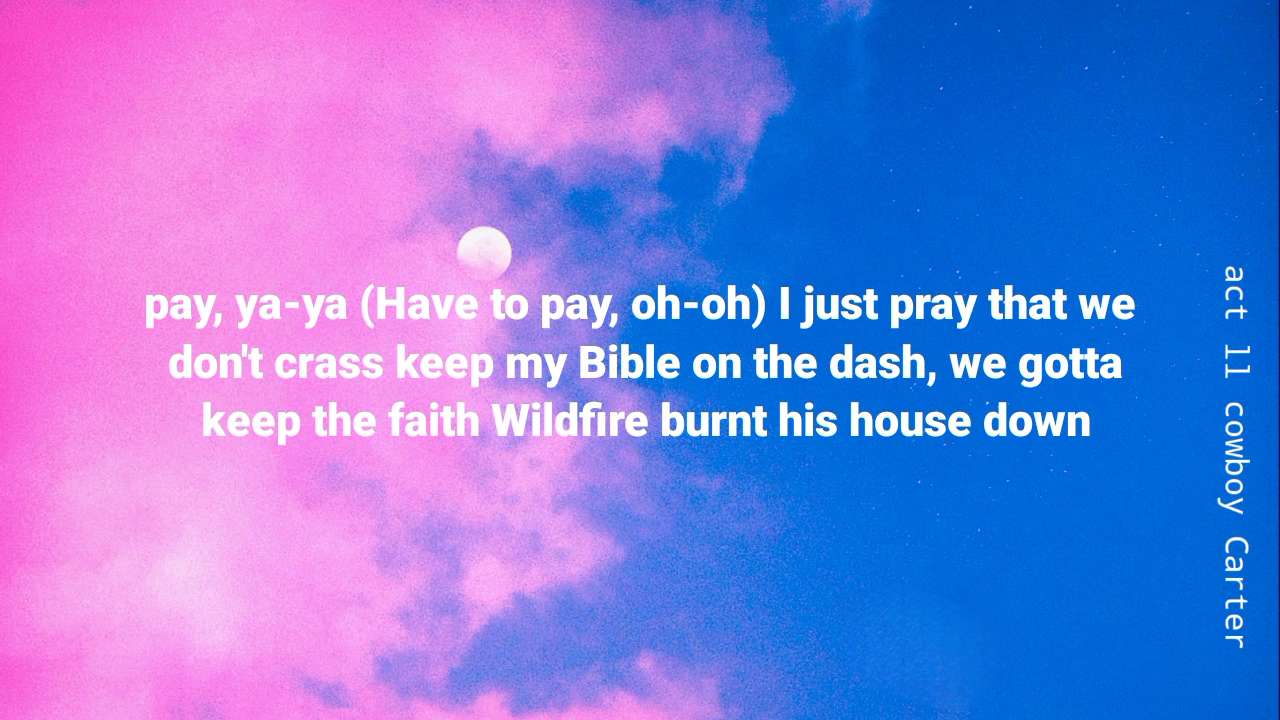 pay, ya-ya (Have to pay, oh-oh) I just pray that we
don't crass keep my Bible on the dash, we gotta
keep the faith Wildfire burnt his house down
act ll cowboy Carter